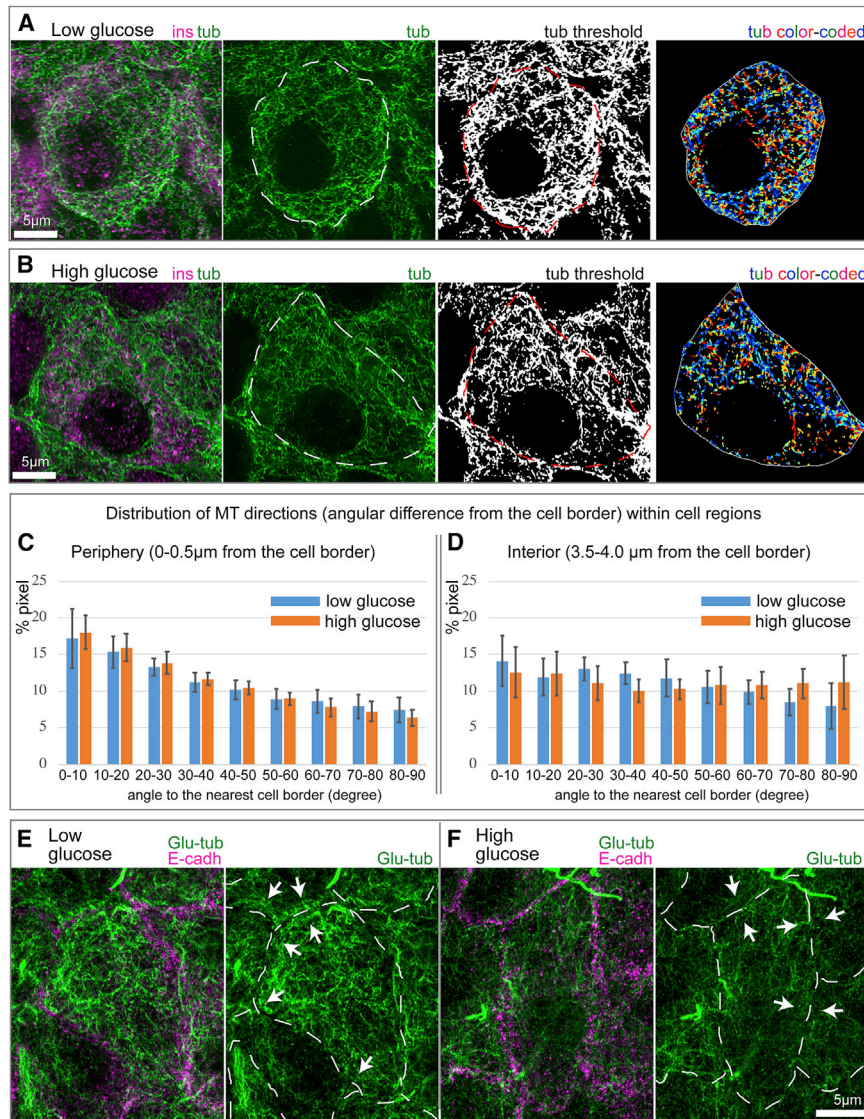 A Low glucose ins tub tub tub threshold tub color-coded
5µm
B High glucose ins tub tub tub threshold tub color-coded
5µm
Distribution of MT directions (angular difference from the cell border) within cell regions
C Periphery (0-0.5µm from the cell border)
% pixel
25
20
15
10
5
0
low glucose
high glucose
0-10 10-20 20-30 30-40 40-50 50-60 60-70 70-80 80-90
angle to the nearest cell border (degree)
D Interior (3.5-4.0 µm from the cell border)
% pixel
25
20
15
10
5
0
low glucose
high glucose
0-10 10-20 20-30 30-40 40-50 50-60 60-70 70-80 80-90
angle to the nearest cell border (degree)
E Low glucose
Glu-tub
E-cadh
Glu-tub
F High glucose
Glu-tub
E-cadh
Glu-tub
5µm